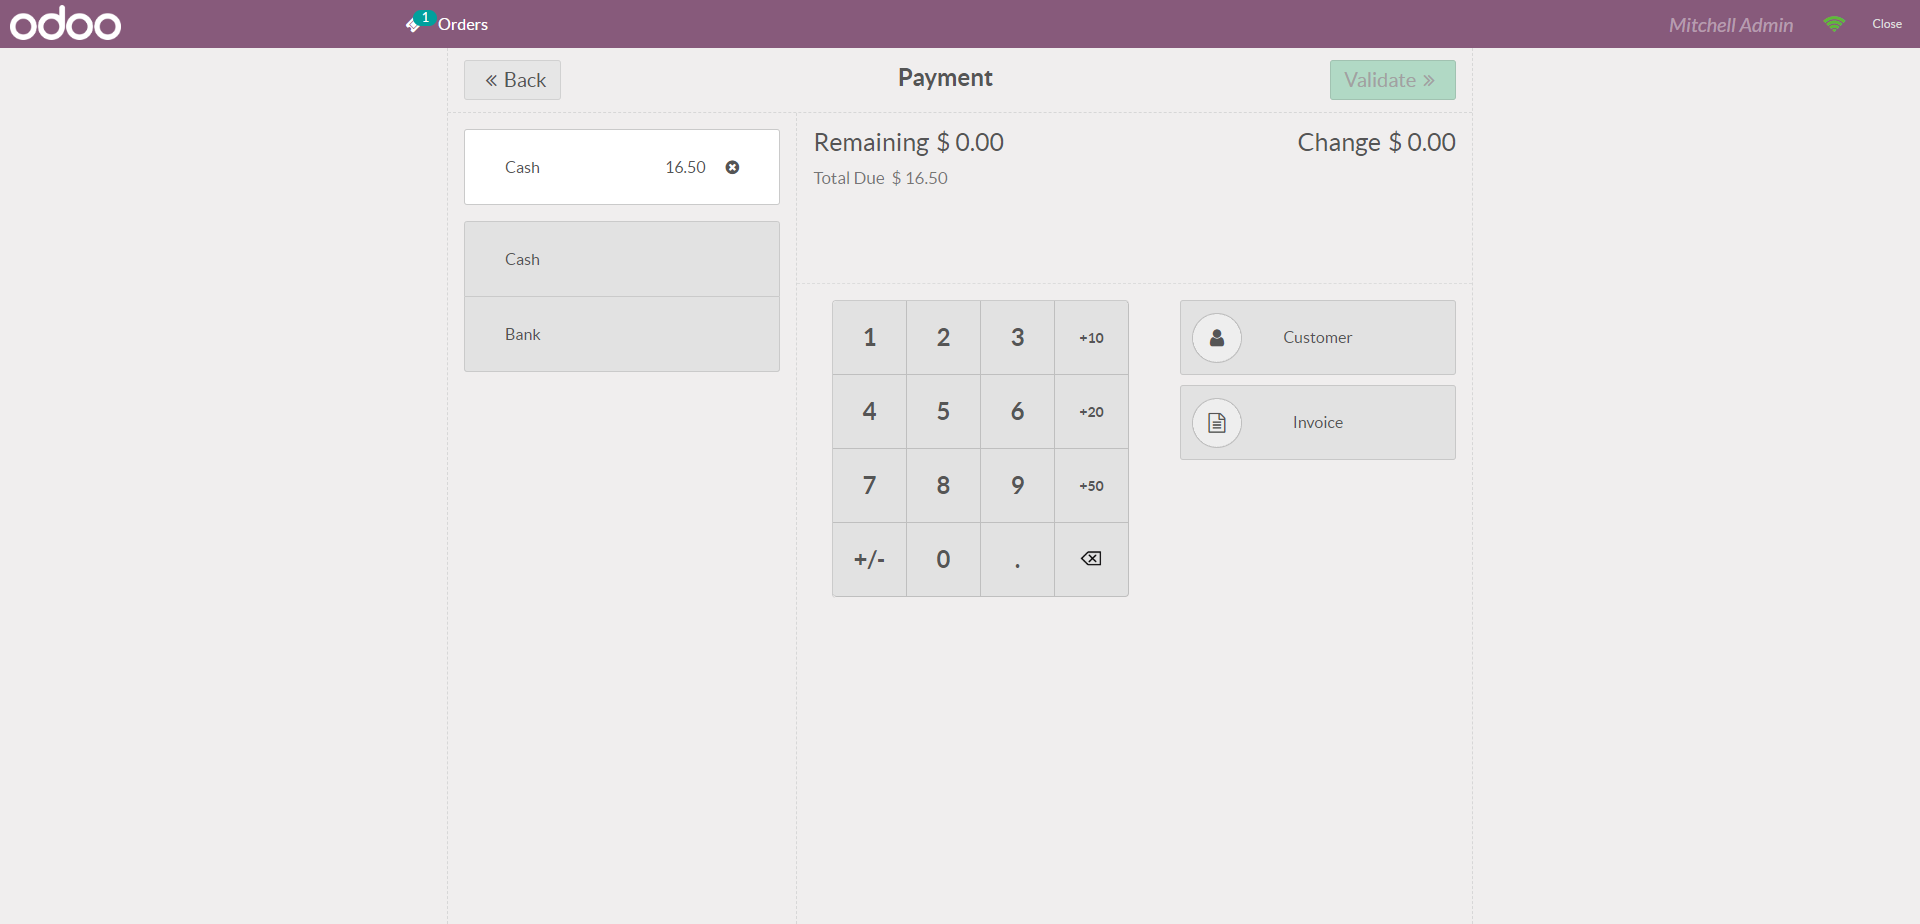 odoo
1
Orders
Mitchell Admin
Close
Back
Payment
Validate
Cash 16.50
Cash
Bank
Remaining $ 0.00
Change $ 0.00
Total Due $ 16.50
1 2 3 +10
4 5 6 +20
7 8 9 +50
+/- 0 .
Customer
Invoice